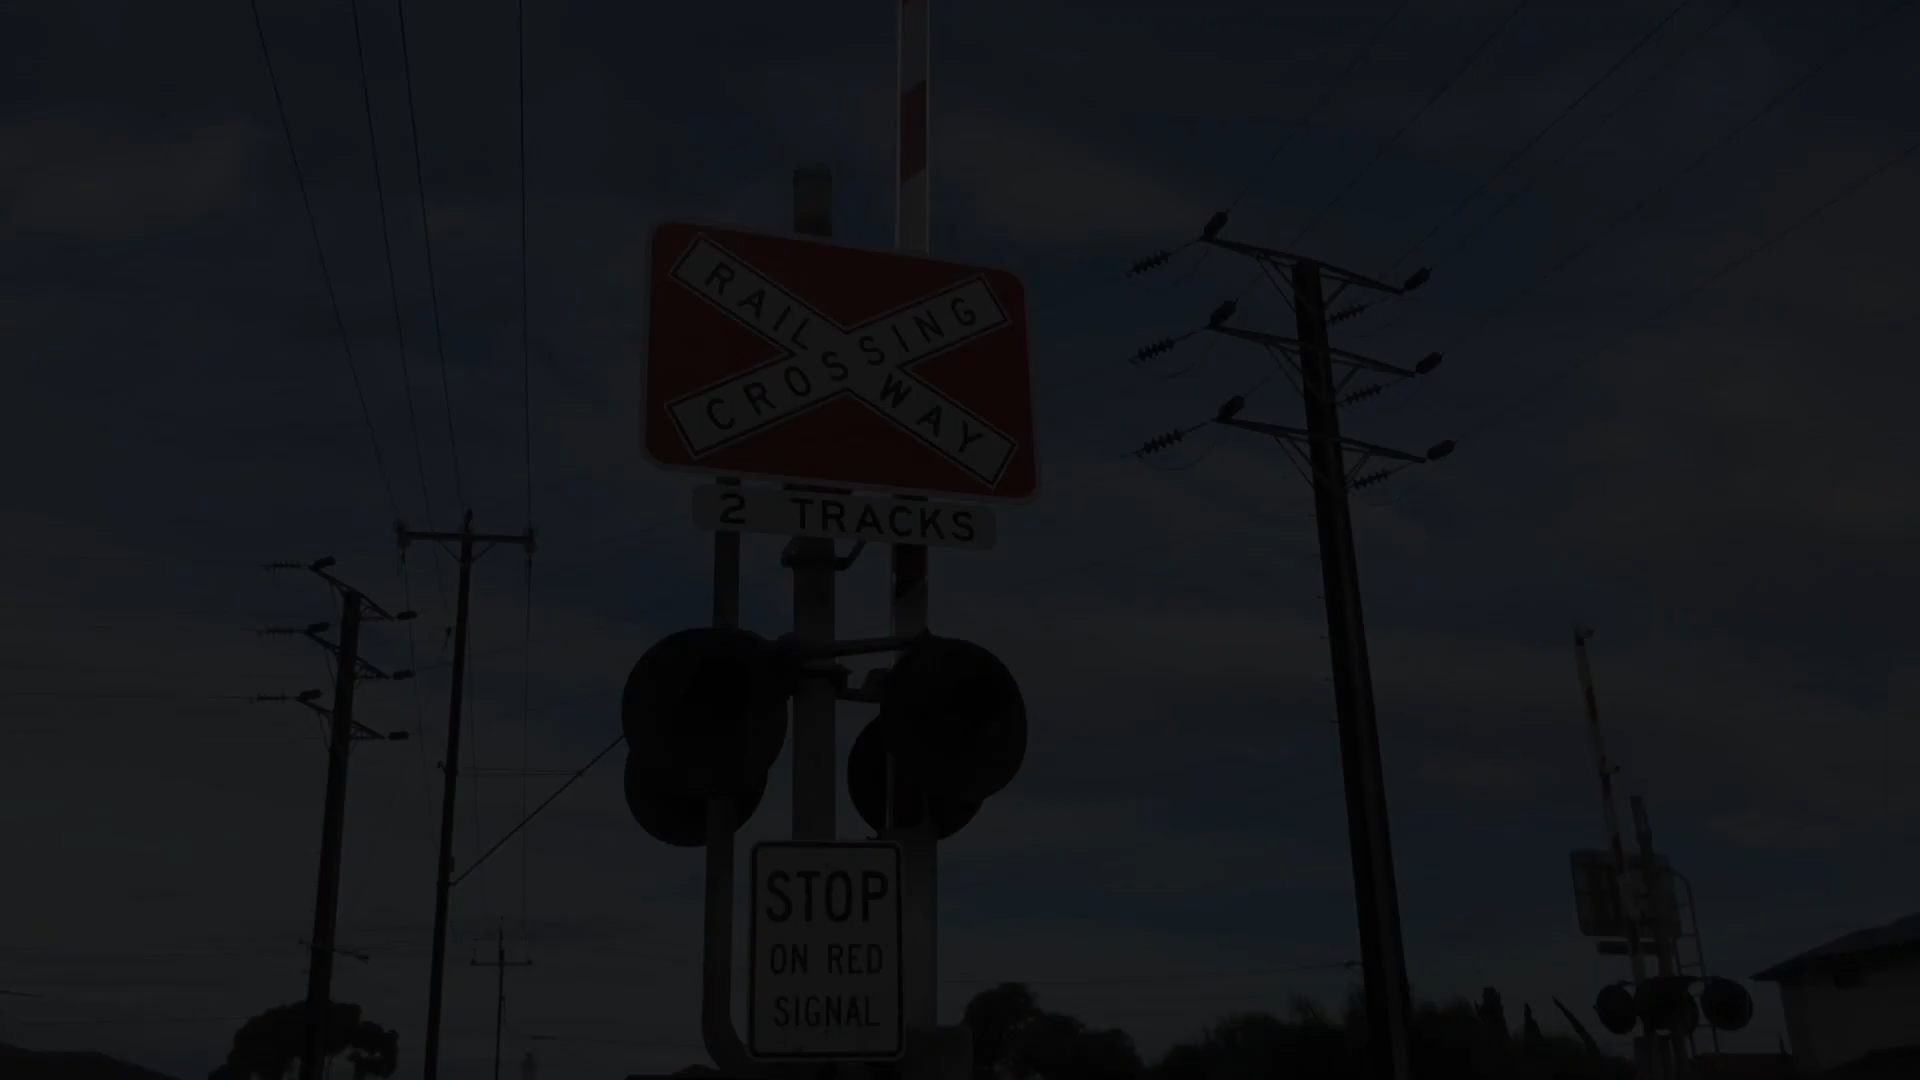 RAILWAY
CROSSING
2 TRACKS
STOP
ON RED
SIGNAL